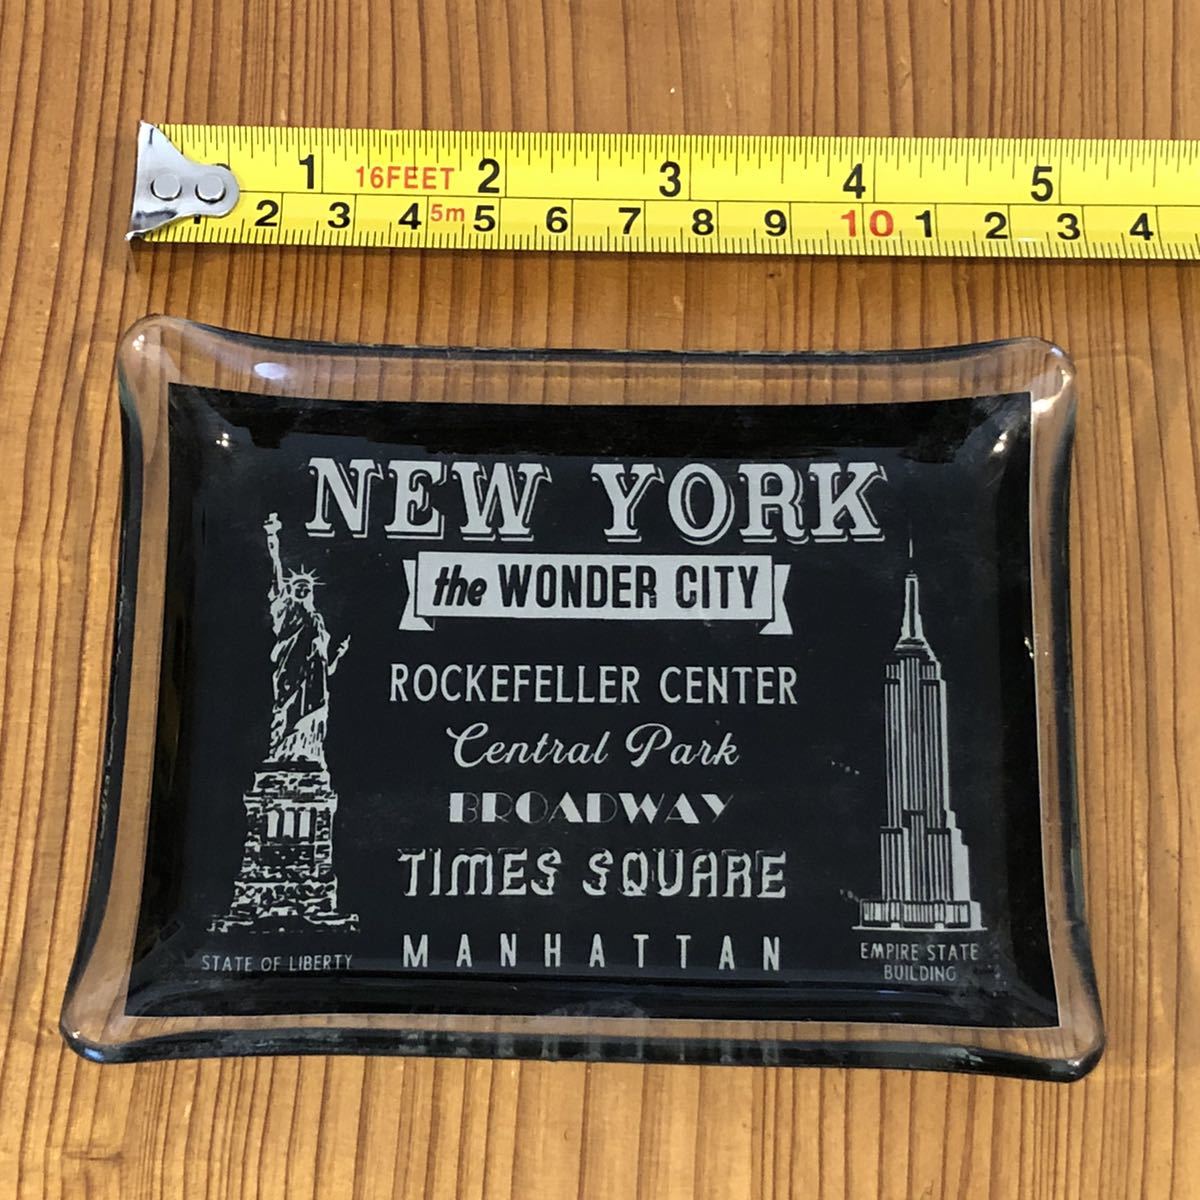 1 16FEET 2 3 4 5
1 2 3 4 5m 5 6 7 8 9 10 1 2 3 4
NEW YORK
the WONDER CITY
ROCKEFELLER CENTER
Central Park
BROADWAY
TIMES SQUARE
MANHATTAN
STATE OF LIBERTY
EMPIRE STATE
BUILDING